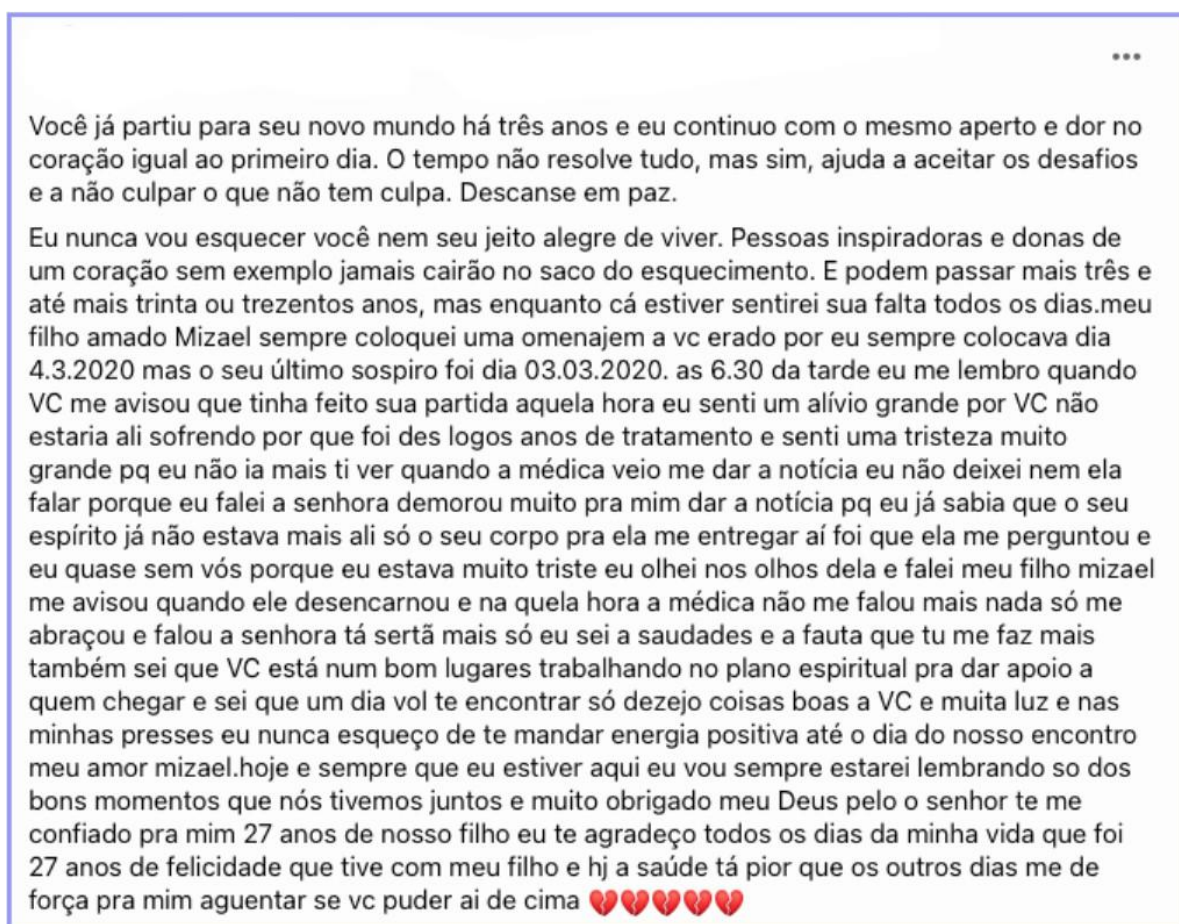 Você já partiu para seu novo mundo há três anos e eu continuo com o mesmo aperto e dor no
coração igual ao primeiro dia. O tempo não resolve tudo, mas sim, ajuda a aceitar os desafios
e a não culpar o que não tem culpa. Descanse em paz.
Eu nunca vou esquecer você nem seu jeito alegre de viver. Pessoas inspiradoras e donas de
um coração sem exemplo jamais cairão no saco do esquecimento. E podem passar mais três e
até mais trinta ou trezentos anos, mas enquanto cá estiver sentirei sua falta todos os dias.meu
filho amado Mizael sempre coloquei uma omenajem a vc erado por eu sempre colocava dia
4.3.2020 mas o seu último sospiro foi dia 03.03.2020. as 6.30 da tarde eu me lembro quando
VC me avisou que tinha feito sua partida aquela hora eu senti um alívio grande por VC não
estaria ali sofrendo por que foi des logos anos de tratamento e senti uma tristeza muito
grande pq eu não ia mais ti ver quando a médica veio me dar a notícia eu não deixei nem ela
falar porque eu falei a senhora demorou muito pra mim dar a notícia pq eu já sabia que o seu
espírito já não estava mais ali só o seu corpo pra ela me entregar aí foi que ela me perguntou e
eu quase sem vós porque eu estava muito triste eu olhei nos olhos dela e falei meu filho mizael
me avisou quando ele desencarnou e na quela hora a médica não me falou mais nada só me
abraçou e falou a senhora tá sertã mais só eu sei a saudades e a fauta que tu me faz mais
também sei que VC está num bom lugares trabalhando no plano espiritual pra dar apoio a
quem chegar e sei que um dia vol te encontrar só dezejo coisas boas a VC e muita luz e nas
minhas presses eu nunca esqueço de te mandar energia positiva até o dia do nosso encontro
meu amor mizael.hoje e sempre que eu estiver aqui eu vou sempre estarei lembrando so dos
bons momentos que nós tivemos juntos e muito obrigado meu Deus pelo o senhor te me
confiado pra mim 27 anos de nosso filho eu te agradeço todos os dias da minha vida que foi
27 anos de felicidade que tive com meu filho e hj a saúde tá pior que os outros dias me de
força pra mim aguentar se vc puder ai de cima 💔💔💔💔💔